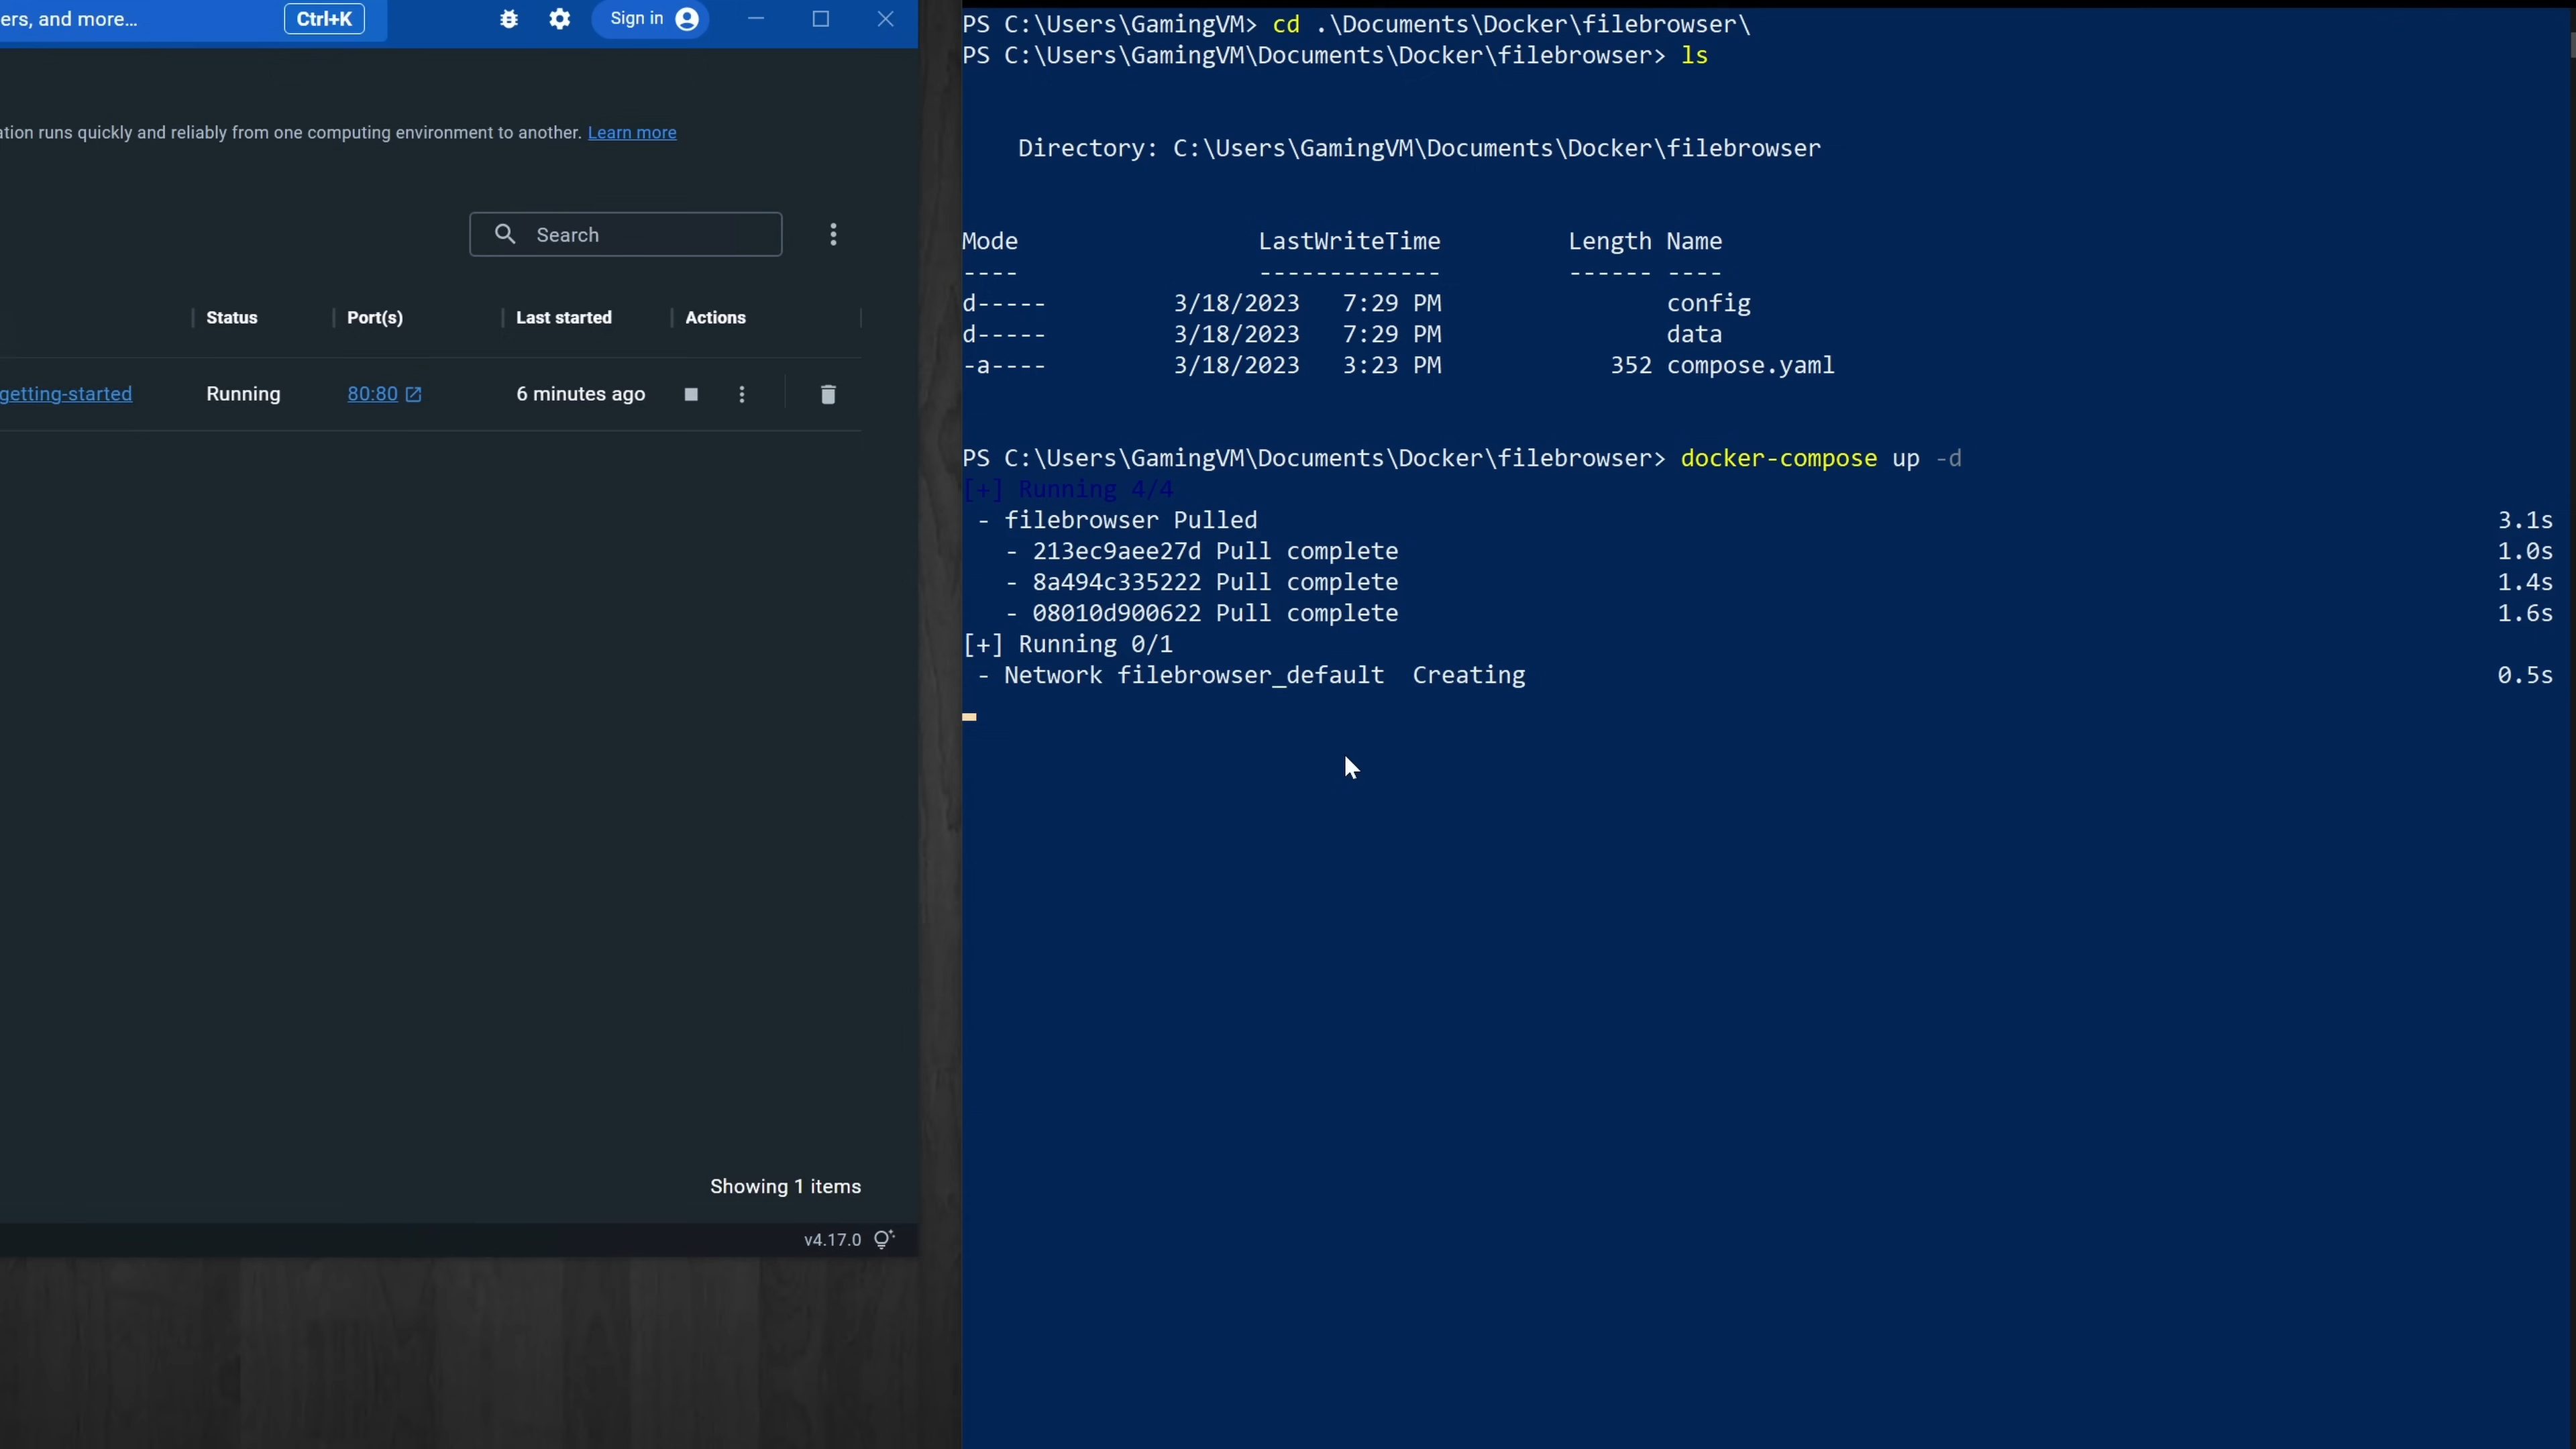 ers, and more...
Ctrl+K
Sign in
ation runs quickly and reliably from one computing environment to another. Learn more
Search
Status Port(s) Last started Actions
getting-started Running 80:80 6 minutes ago
Showing 1 items
v4.17.0
PS C:\Users\GamingVM> cd .\Documents\Docker\filebrowser\
PS C:\Users\GamingVM\Documents\Docker\filebrowser> ls
Directory: C:\Users\GamingVM\Documents\Docker\filebrowser
Mode LastWriteTime Length Name
---- ------------- ------ ----
d----- 3/18/2023 7:29 PM config
d----- 3/18/2023 7:29 PM data
-a---- 3/18/2023 3:23 PM 352 compose.yaml
PS C:\Users\GamingVM\Documents\Docker\filebrowser> docker-compose up -d
[+] Running 4/4
- filebrowser Pulled 3.1s
- 213ec9aee27d Pull complete 1.0s
- 8a494c335222 Pull complete 1.4s
- 08010d900622 Pull complete 1.6s
[+] Running 0/1
- Network filebrowser_default Creating 0.5s